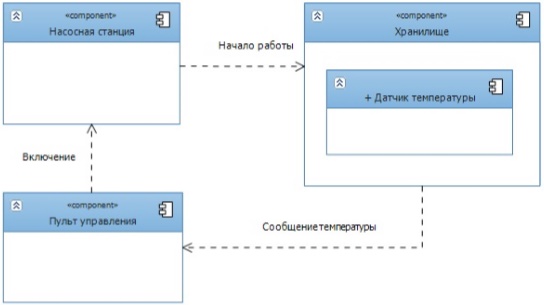 «component»
Насосная станция
Начало работы
«component»
Хранилище
+ Датчик температуры
Включение
«component»
Пульт управления
Сообщение температуры